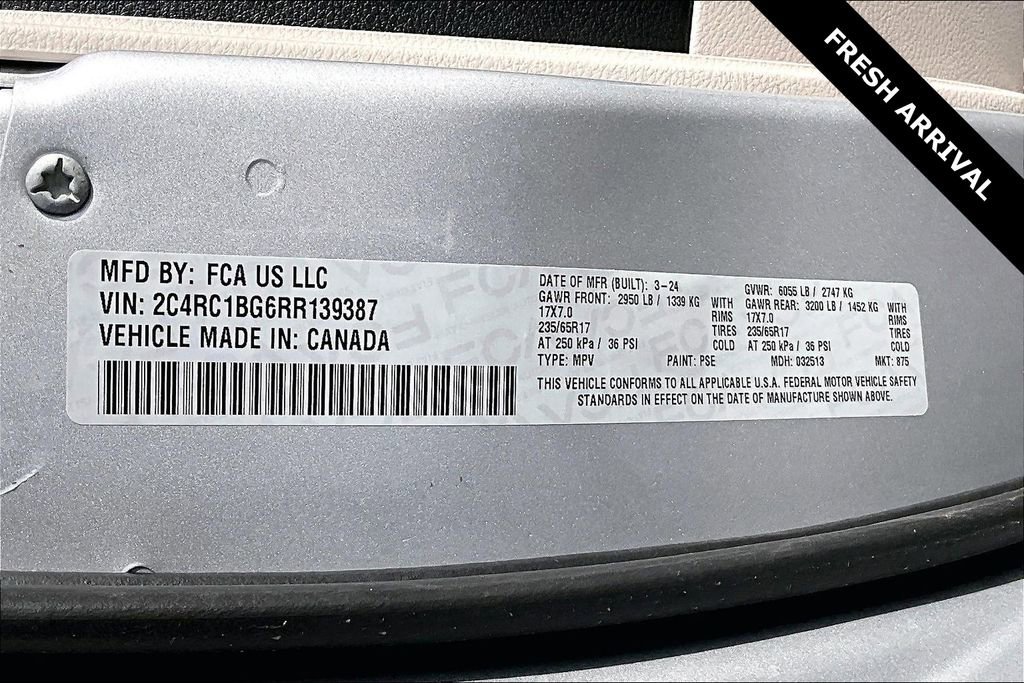 FRESH ARRIVAL
MFD BY: FCA US LLC
VIN: 2C4RC1BG6RR139387
VEHICLE MADE IN: CANADA
DATE OF MFR (BUILT): 3-24
GAWR FRONT: 2950 LB / 1339 KG WITH
17X7.0 RIMS
235/65R17 TIRES
AT 250 kPa / 36 PSI COLD
TYPE: MPV
GVWR: 6055 LB / 2747 KG
GAWR REAR: 3200 LB / 1452 KG WITH
17X7.0 RIMS
235/65R17 TIRES
AT 250 kPa / 36 PSI COLD
PAINT: PSE MDH: 032513 MKT: 875
THIS VEHICLE CONFORMS TO ALL APPLICABLE U.S.A. FEDERAL MOTOR VEHICLE SAFETY
STANDARDS IN EFFECT ON THE DATE OF MANUFACTURE SHOWN ABOVE.